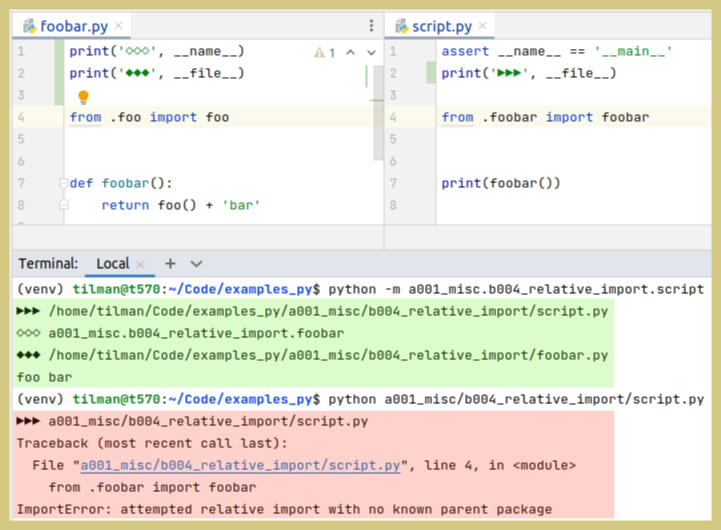 foobar.py
1 print('◇◇◇', __name__)
2 print('◆◆◆', __file__)
3
4 from .foo import foo
5
6
7 def foobar():
8     return foo() + 'bar'
1
script.py
1 assert __name__ == '__main__'
2 print('▶▶▶', __file__)
3
4 from .foobar import foobar
5
6
7 print(foobar())
8
Terminal: Local
(venv) tilman@t570:~/Code/examples_py$ python -m a001_misc.b004_relative_import.script
▶▶▶ /home/tilman/Code/examples_py/a001_misc/b004_relative_import/script.py
◇◇◇ a001_misc.b004_relative_import.foobar
◆◆◆ /home/tilman/Code/examples_py/a001_misc/b004_relative_import/foobar.py
foo bar
(venv) tilman@t570:~/Code/examples_py$ python a001_misc/b004_relative_import/script.py
▶▶▶ a001_misc/b004_relative_import/script.py
Traceback (most recent call last):
  File "a001_misc/b004_relative_import/script.py", line 4, in <module>
    from .foobar import foobar
ImportError: attempted relative import with no known parent package